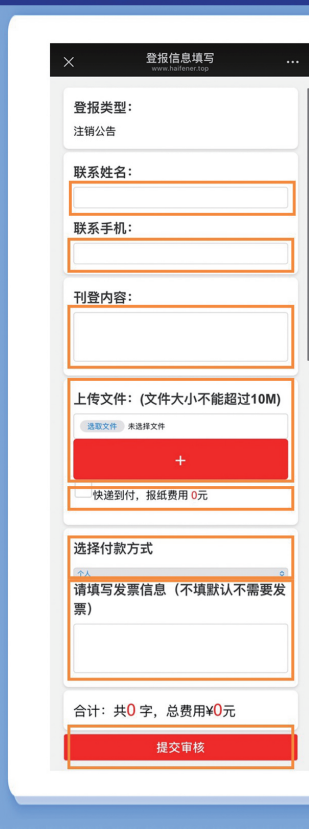 登报信息填写
www.haifener.top
登报类型：
注销公告
联系姓名：
联系手机：
刊登内容：
上传文件：(文件大小不能超过10M)
选取文件 未选择文件
+
快递到付，报纸费用 0元
选择付款方式
个人
请填写发票信息（不填默认不需要发
票）
合计：共0 字，总费用¥0元
提交审核